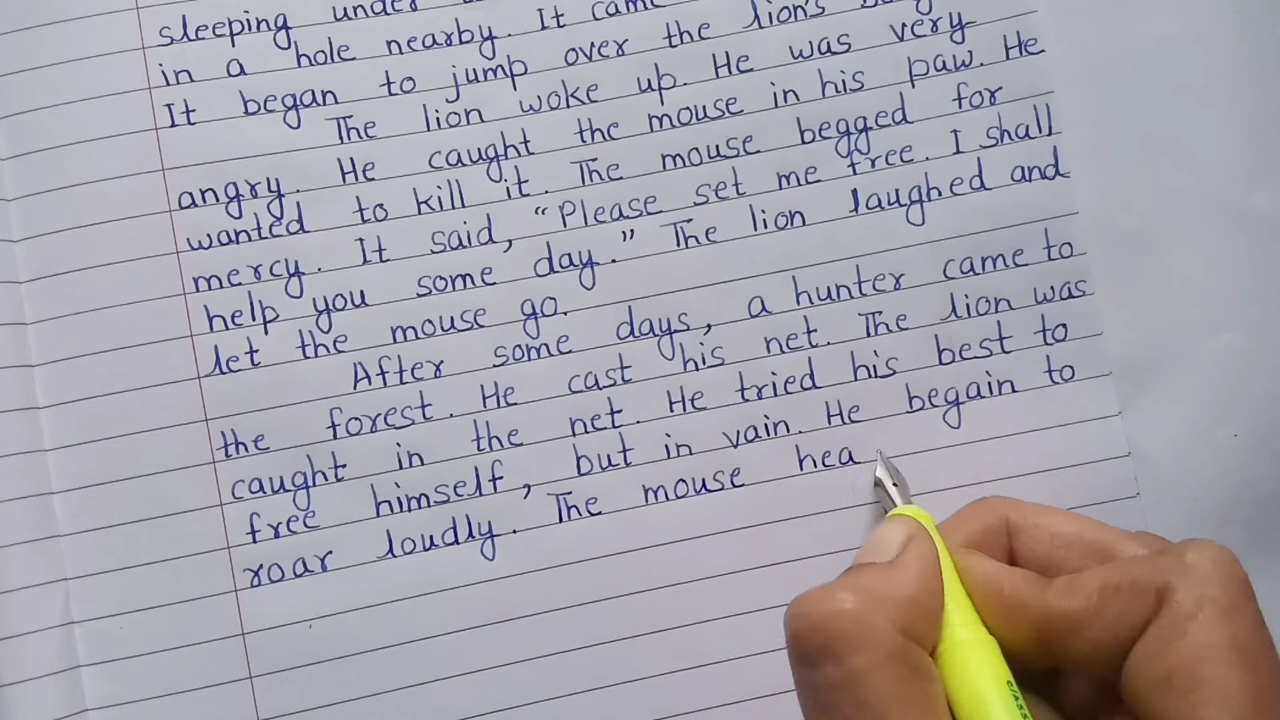 sleeping under
in a hole nearby. It came
It began to jump over the lion's
The lion woke up. He was very
angry. He caught the mouse in his paw. He
wanted to kill it. The mouse begged for
mercy. It said, "Please set me free. I shall
help you some day." The lion laughed and
let the mouse go.
After some days, a hunter came to
the forest. He cast his net. The lion was
caught in the net. He tried his best to
free himself, but in vain. He begain to
roar loudly. The mouse hea